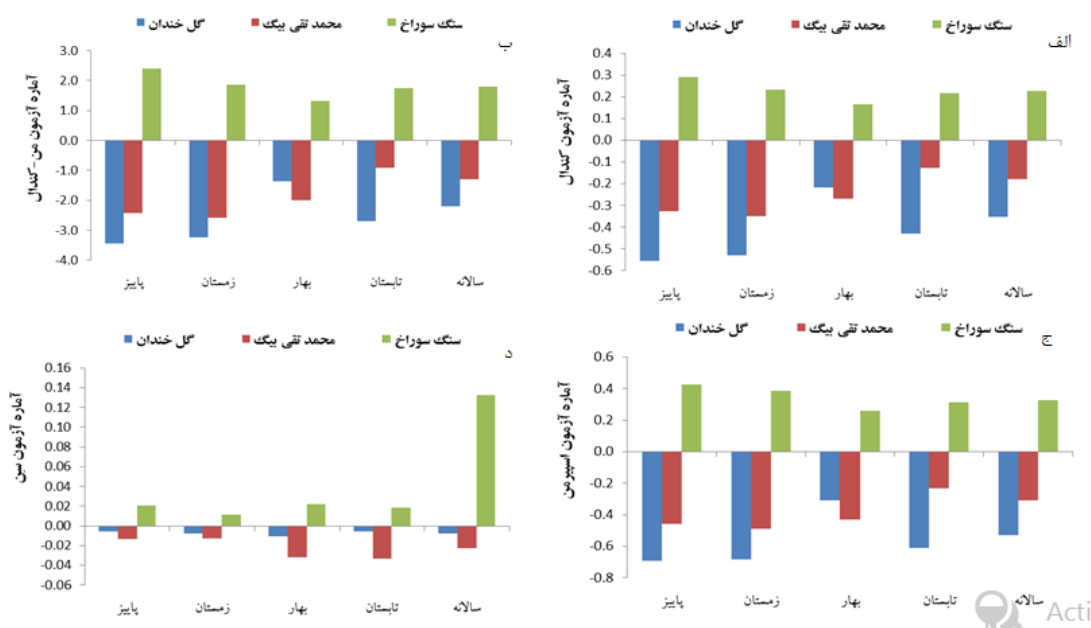 الف
گل خندان محمد تقی بیگ سنگ سوراخ
آماره آزمون کندال
0.4
0.3
0.2
0.1
0.0
-0.1
-0.2
-0.3
-0.4
-0.5
-0.6
پاییز زمستان بهار تابستان سالانه
ب
گل خندان محمد تقی بیگ سنگ سوراخ
آماره آزمون من-کندال
3.0
2.0
1.0
0.0
-1.0
-2.0
-3.0
-4.0
پاییز زمستان بهار تابستان سالانه
ج
گل خندان محمد تقی بیگ سنگ سوراخ
آماره آزمون اسپیرمن
0.6
0.4
0.2
0.0
-0.2
-0.4
-0.6
-0.8
پاییز زمستان بهار تابستان سالانه
د
گل خندان محمد تقی بیگ سنگ سوراخ
آماره آزمون سن
0.16
0.14
0.12
0.10
0.08
0.06
0.04
0.02
0.00
-0.02
-0.04
-0.06
پاییز زمستان بهار تابستان سالانه
Acti